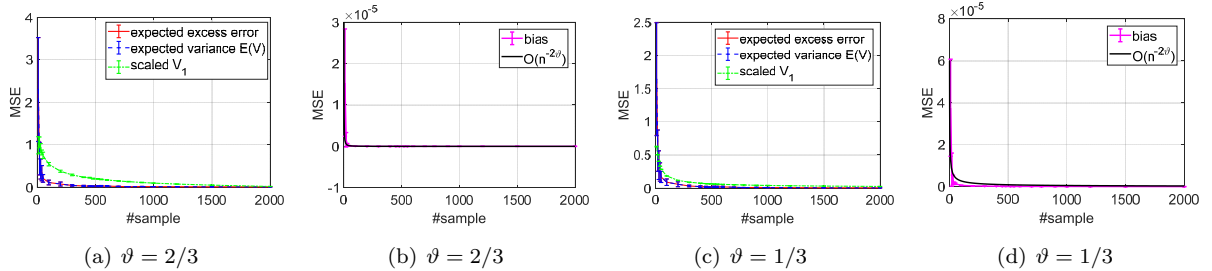 4
3
2
1
0
MSE
expected excess error
expected variance E(V)
scaled V1
0 500 1000 1500 2000
#sample
(a) ϑ = 2/3
×10-5
3
2
1
0
-1
MSE
bias
O(n-2ϑ)
0 500 1000 1500 2000
#sample
(b) ϑ = 2/3
2.5
2
1.5
1
0.5
0
MSE
expected excess error
expected variance E(V)
scaled V1
0 500 1000 1500 2000
#sample
(c) ϑ = 1/3
×10-5
8
6
4
2
0
MSE
bias
O(n-2ϑ)
0 500 1000 1500 2000
#sample
(d) ϑ = 1/3